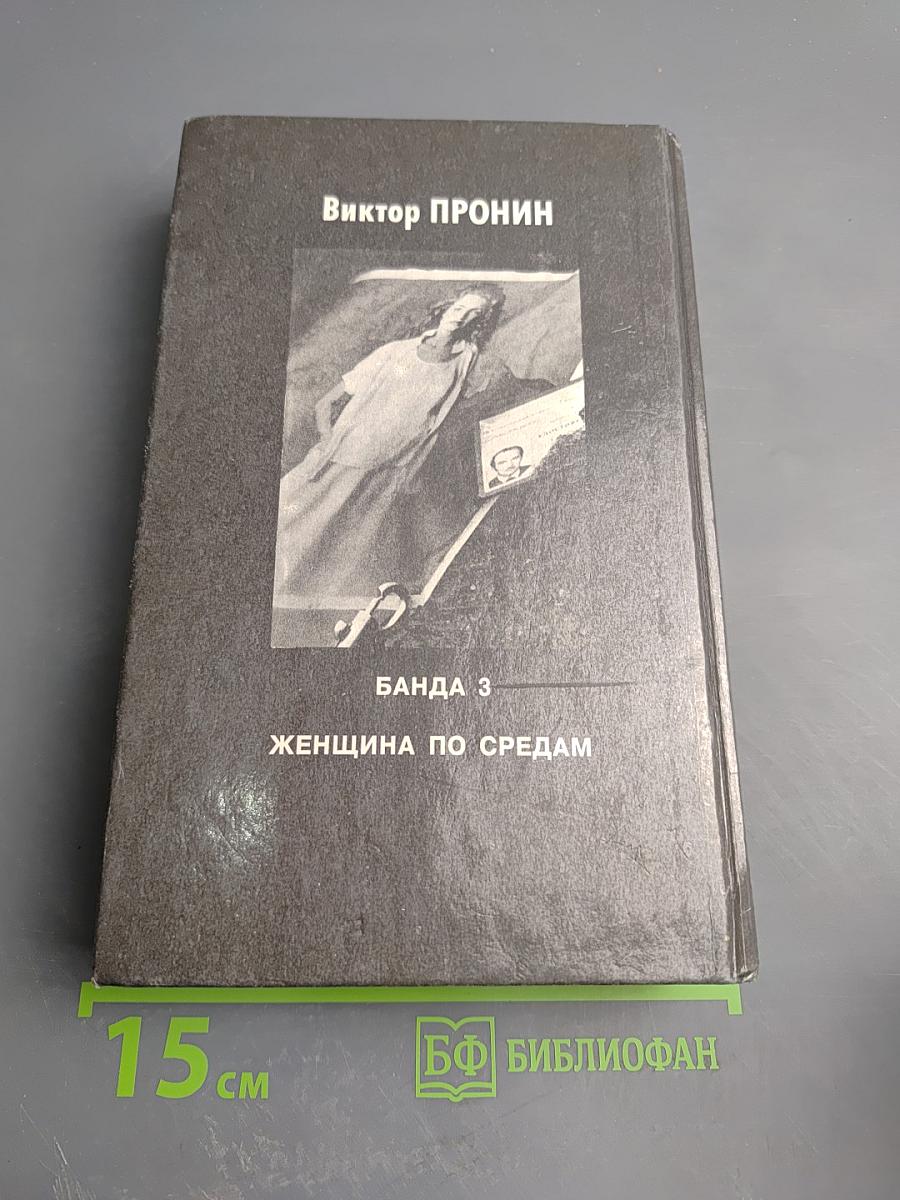 Виктор ПРОНИН
БАНДА 3
ЖЕНЩИНА ПО СРЕДАМ
15 см
БФ БИБЛИОФАН